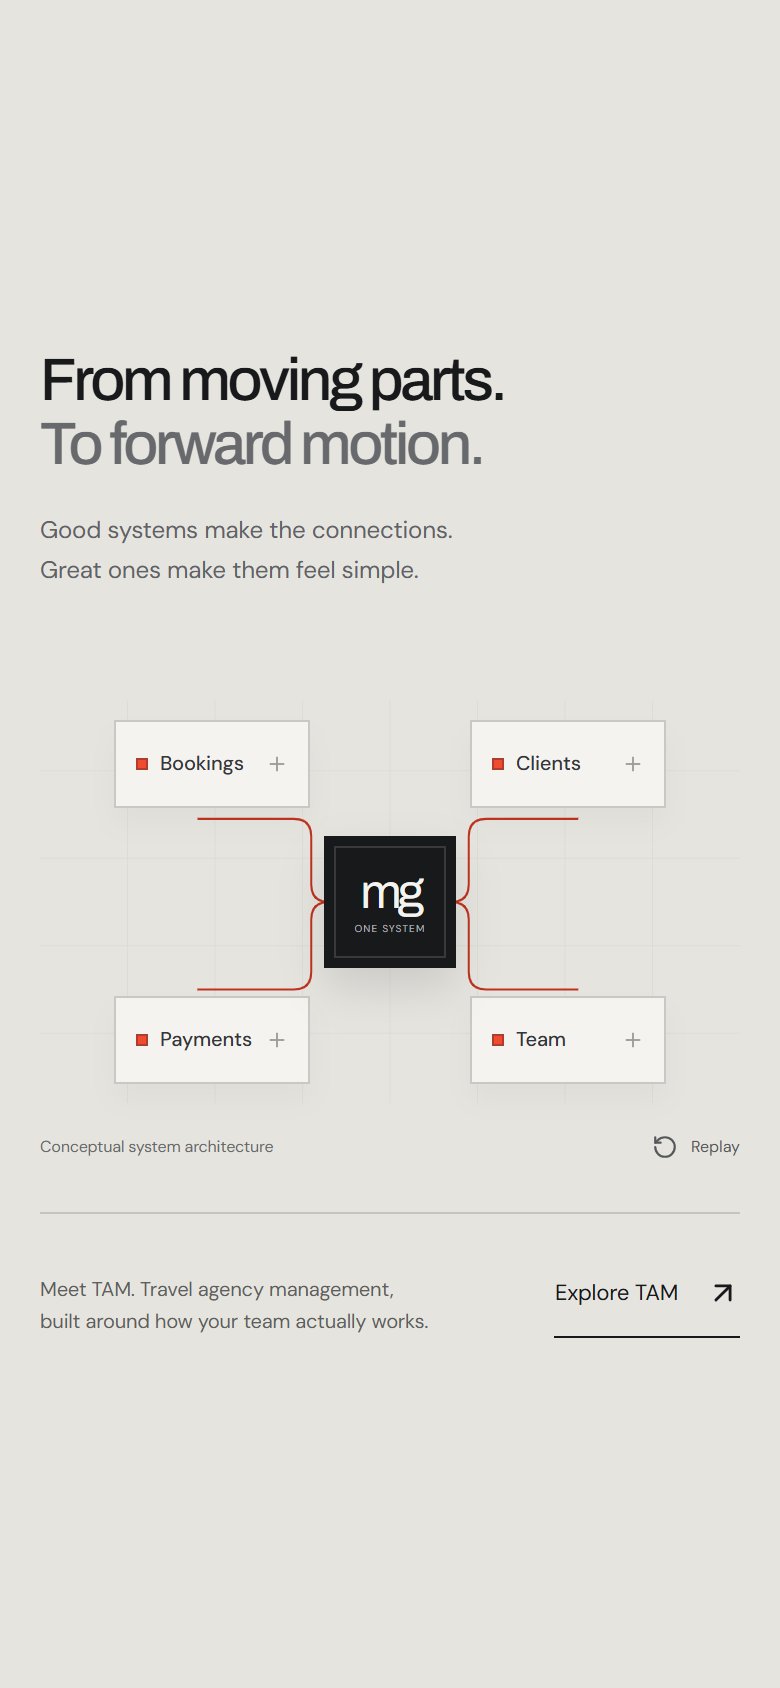 From moving parts.
To forward motion.
Good systems make the connections.
Great ones make them feel simple.
Bookings
Clients
mg
ONE SYSTEM
Payments
Team
Conceptual system architecture
Replay
Meet TAM. Travel agency management,
built around how your team actually works.
Explore TAM